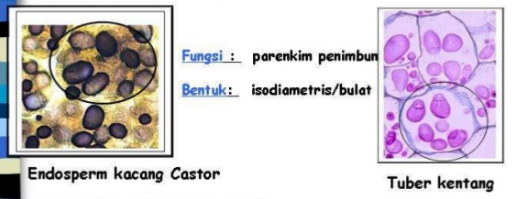 Fungsi : parenkim penimbun
Bentuk: isodiametris/bulat
Endosperm kacang Castor
Tuber kentang